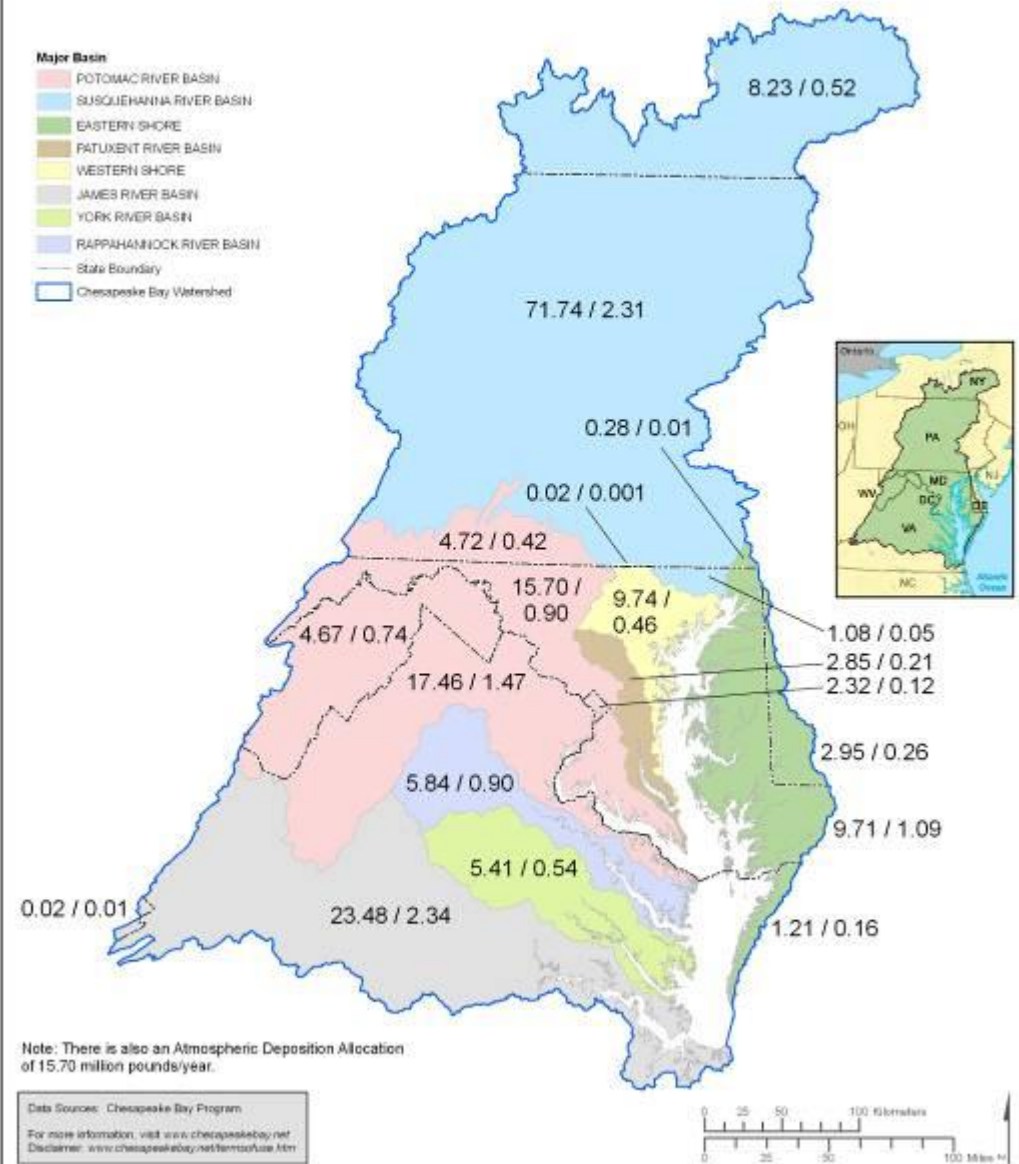 Major Basin
POTOMAC RIVER BASIN
SUSQUEHANNA RIVER BASIN
EASTERN SHORE
PATUXENT RIVER BASIN
WESTERN SHORE
JAMES RIVER BASIN
YORK RIVER BASIN
RAPPAHANNOCK RIVER BASIN
State Boundary
Chesapeake Bay Watershed
8.23 / 0.52
71.74 / 2.31
0.28 / 0.01
0.02 / 0.001
4.72 / 0.42
15.70 /
0.90
9.74 /
0.46
4.67 / 0.74
1.08 / 0.05
2.85 / 0.21
2.32 / 0.12
17.46 / 1.47
2.95 / 0.26
5.84 / 0.90
9.71 / 1.09
5.41 / 0.54
0.02 / 0.01
23.48 / 2.34
1.21 / 0.16
Ontario
NY
OH
PA
NJ
MD
WV
DC
DE
VA
NC
Atlantic
Ocean
Note: There is also an Atmospheric Deposition Allocation
of 15.70 million pounds/year.
Data Sources: Chesapeake Bay Program
For more information, visit www.chesapeakebay.net
Disclaimer: www.chesapeakebay.net/termsofuse.htm
0 25 50 100 Kilometers
0 25 50 100 Miles
N